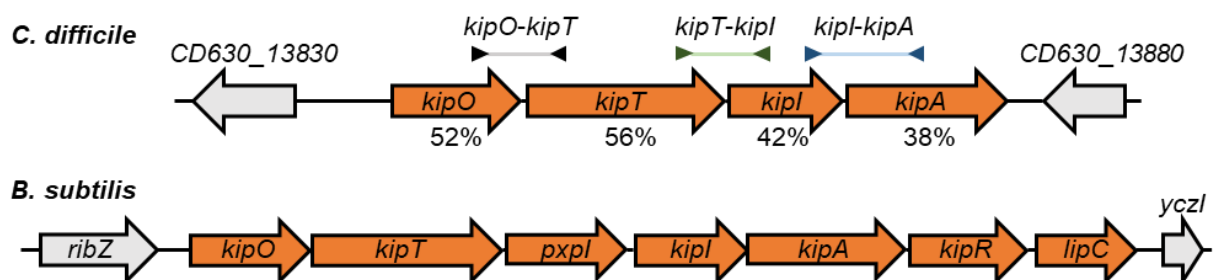 C. difficile
kipO-kipT kipT-kipI kipI-kipA
CD630_13830 CD630_13880
kipO kipT kipI kipA
52% 56% 42% 38%
B. subtilis
yczI
ribZ kipO kipT pxpI kipI kipA kipR lipC